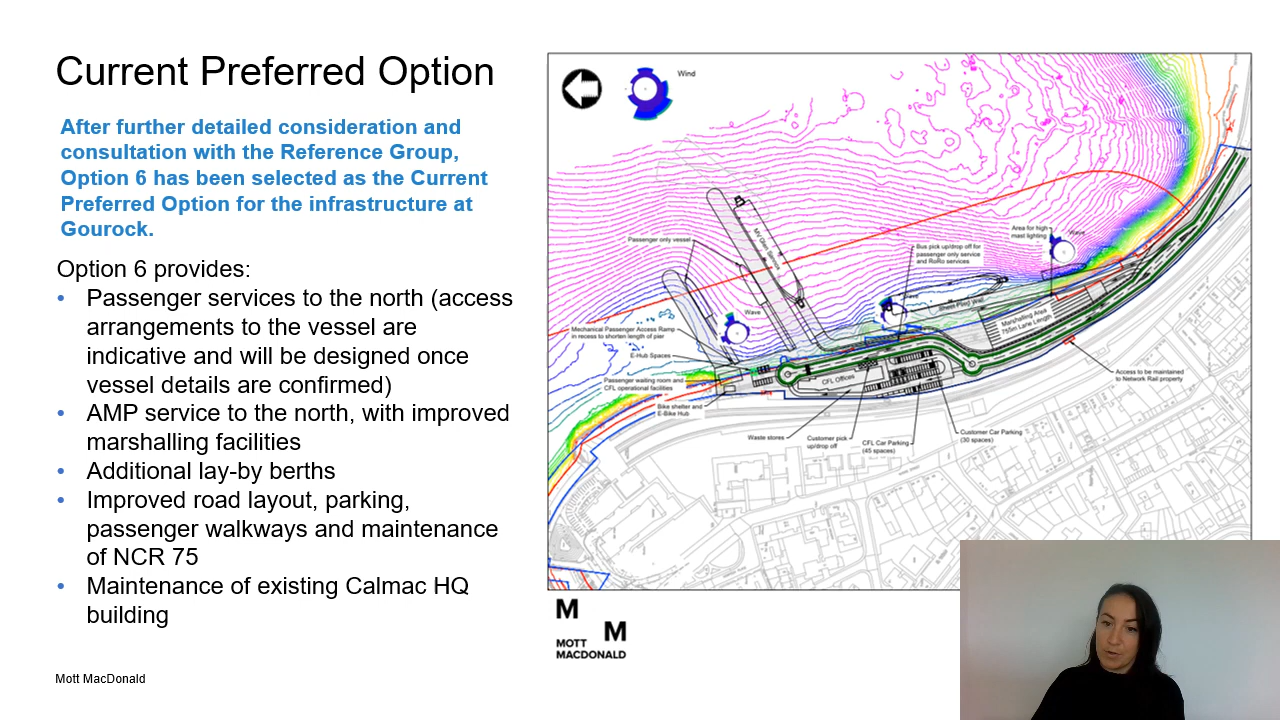 Current Preferred Option
After further detailed consideration and
consultation with the Reference Group,
Option 6 has been selected as the Current
Preferred Option for the infrastructure at
Gourock.
Option 6 provides:
• Passenger services to the north (access
arrangements to the vessel are
indicative and will be designed once
vessel details are confirmed)
• AMP service to the north, with improved
marshalling facilities
• Additional lay-by berths
• Improved road layout, parking,
passenger walkways and maintenance
of NCR 75
• Maintenance of existing Calmac HQ
building
Mott MacDonald
Wind
Passenger only vessel
Bus pick up/drop off for
passenger only service
and RoRo services
Area for high
mast lighting
Wave
Wave
Wave
Sheet Piled Wall
Mechanical Passenger Access Ramp
in recess to shorten length of pier
E-Hub Spaces
Passenger waiting room and
CFL operational facilities
Bike shelter and
E-Bike Hub
CFL Offices
Marshalling Area
755m Lane Length
Access to be maintained
to Network Rail property
Waste stores
Customer pick
up/drop off
CFL Car Parking
(45 spaces)
Customer Car Parking
(30 spaces)
M
M
MOTT
MACDONALD